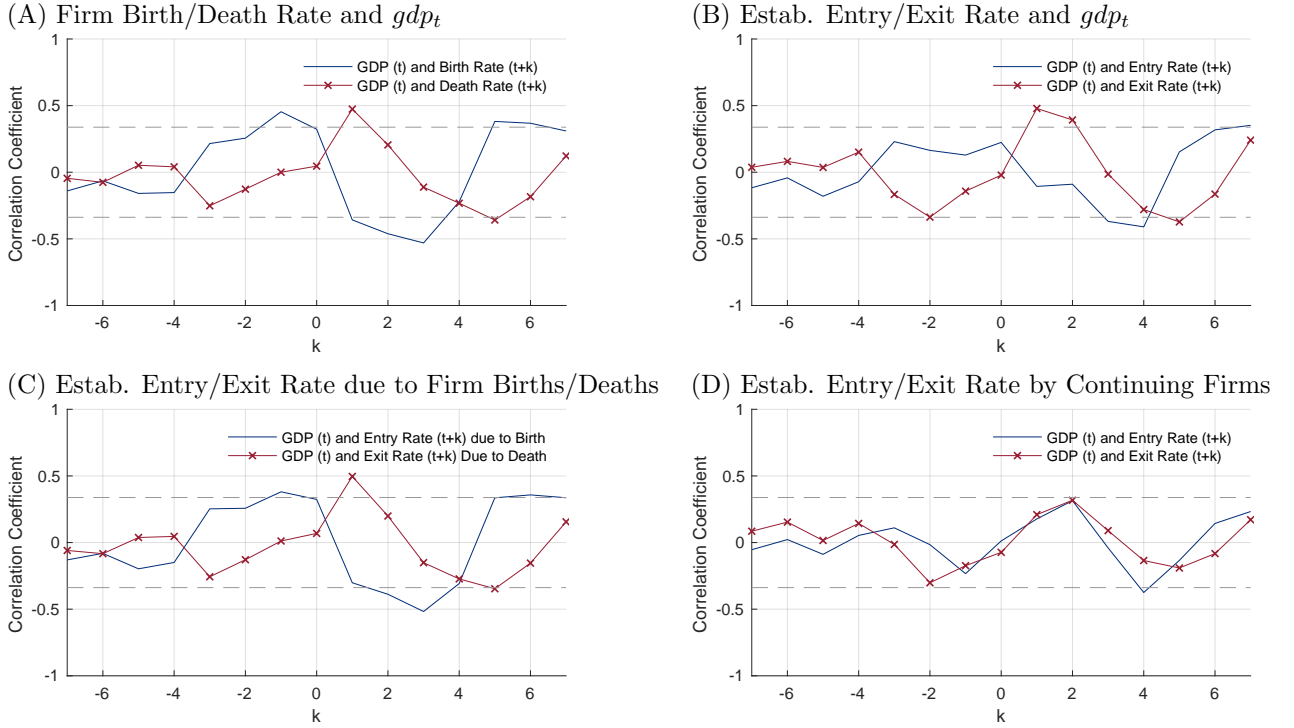 (A) Firm Birth/Death Rate and gdp_t
1
0.5
0
-0.5
-1
Correlation Coefficient
GDP (t) and Birth Rate (t+k)
GDP (t) and Death Rate (t+k)
-6 -4 -2 0 2 4 6
k
(B) Estab. Entry/Exit Rate and gdp_t
1
0.5
0
-0.5
-1
Correlation Coefficient
GDP (t) and Entry Rate (t+k)
GDP (t) and Exit Rate (t+k)
-6 -4 -2 0 2 4 6
k
(C) Estab. Entry/Exit Rate due to Firm Births/Deaths
1
0.5
0
-0.5
-1
Correlation Coefficient
GDP (t) and Entry Rate (t+k) due to Birth
GDP (t) and Exit Rate (t+k) Due to Death
-6 -4 -2 0 2 4 6
k
(D) Estab. Entry/Exit Rate by Continuing Firms
1
0.5
0
-0.5
-1
Correlation Coefficient
GDP (t) and Entry Rate (t+k)
GDP (t) and Exit Rate (t+k)
-6 -4 -2 0 2 4 6
k